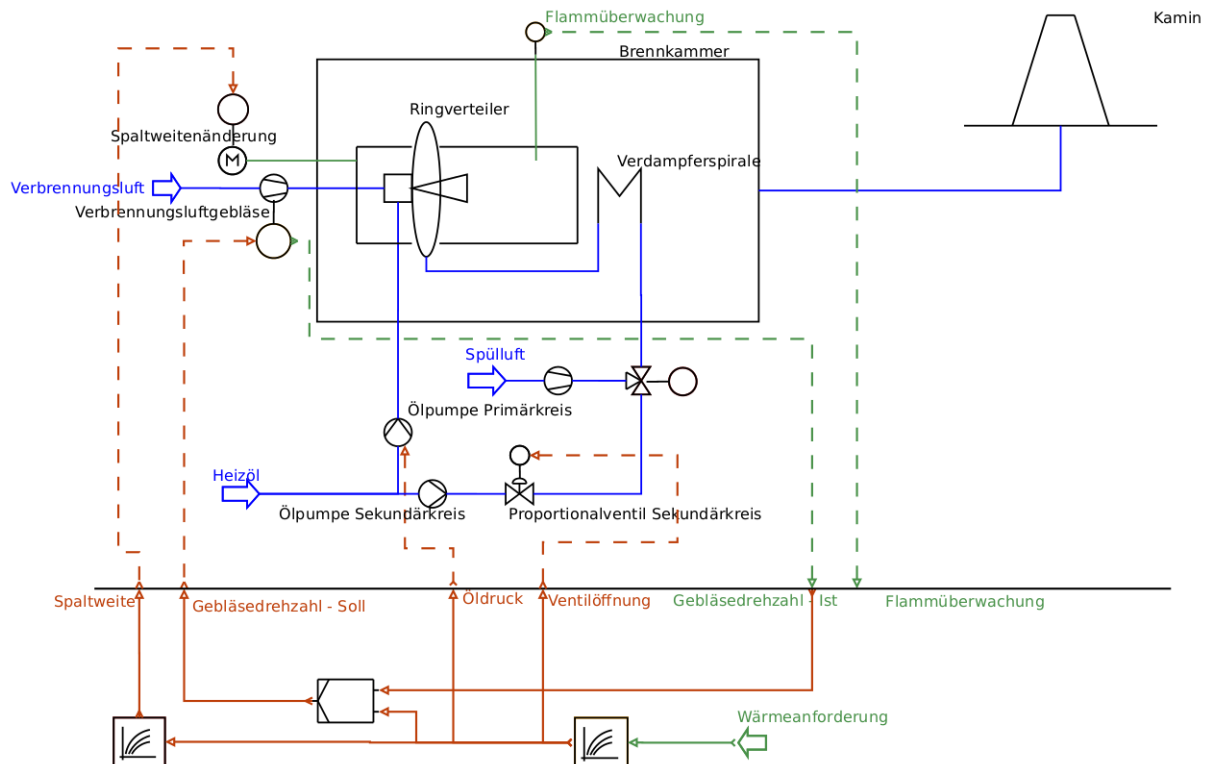 Flammüberwachung
Kamin
Brennkammer
Ringverteiler
Spaltweitenänderung
M
Verdampferspirale
Verbrennungsluft
Verbrennungsluftgebläse
Spülluft
Ölpumpe Primärkreis
Heizöl
Ölpumpe Sekundärkreis
Proportionalventil Sekundärkreis
Spaltweite
Gebläsedrehzahl - Soll
Öldruck
Ventilöffnung
Gebläsedrehzahl - Ist
Flammüberwachung
Wärmeanforderung